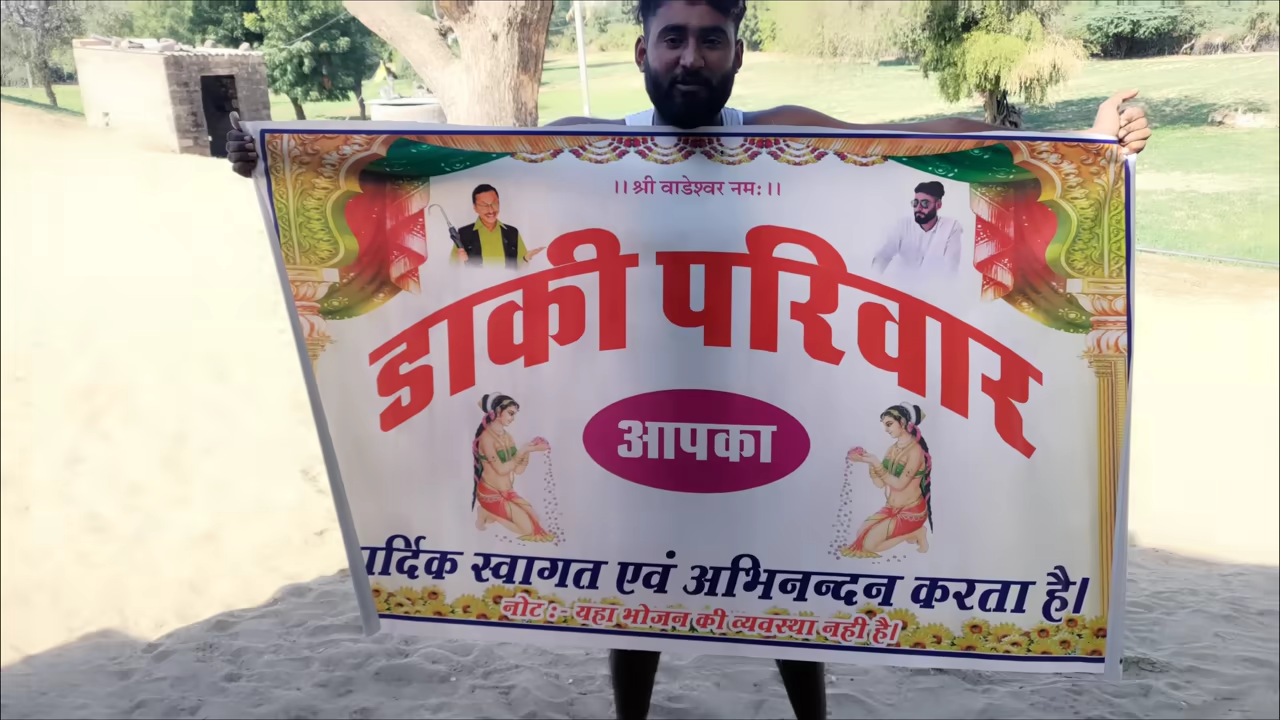 ।। श्री वाडेश्वर नमः ।।
डाकी परिवार
आपका
स्वागत एवं अभिनन्दन करता है।
नोट :- यहा भोजन की व्यवस्था नही है।